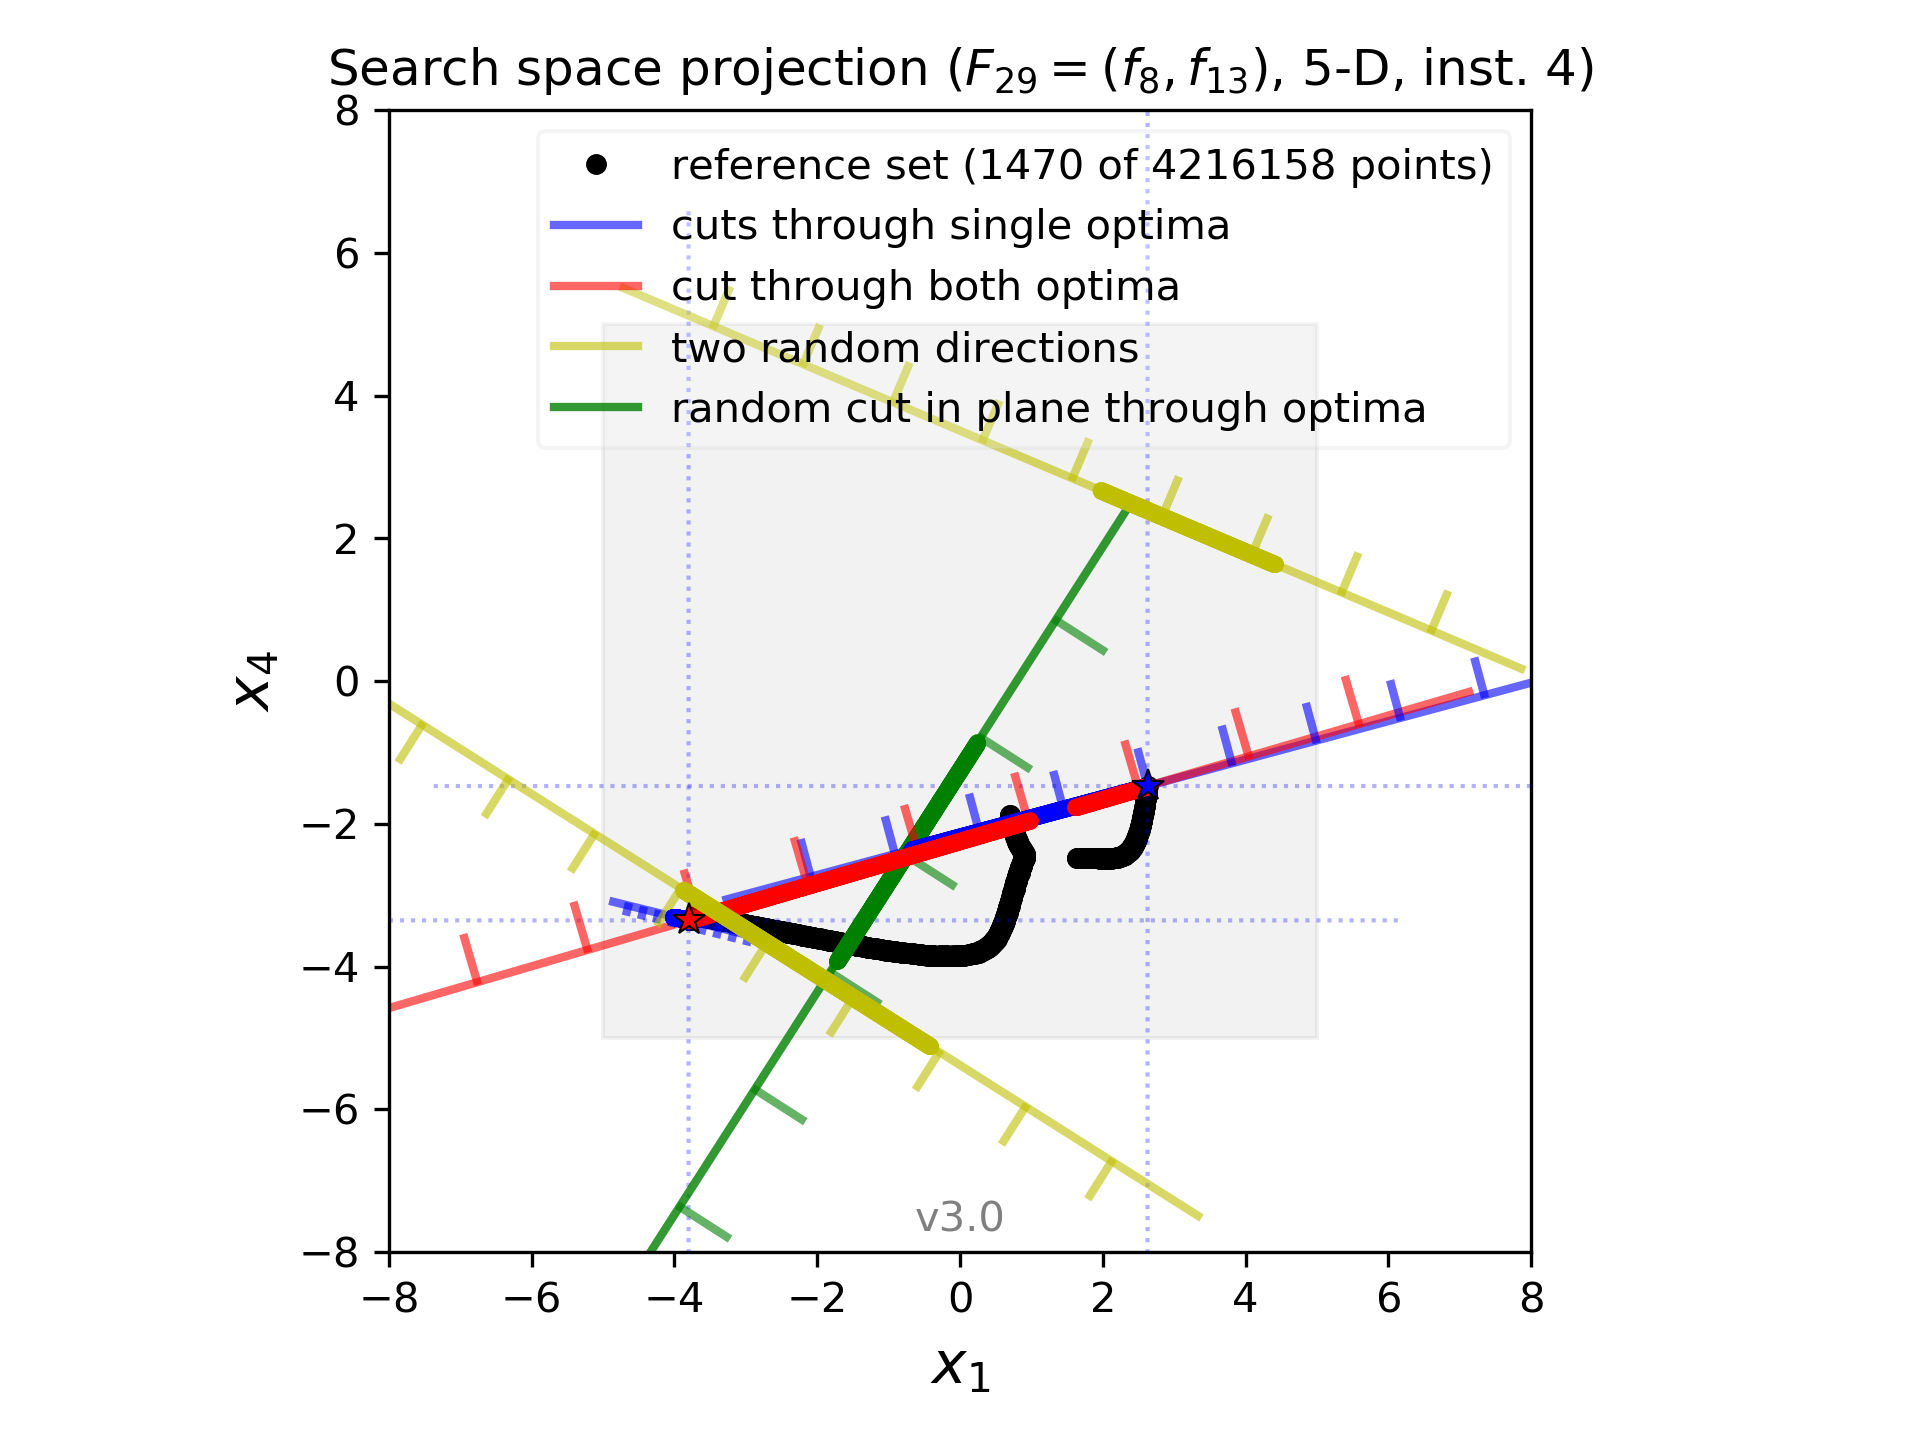 Search space projection (F₂₉ = (f₈, f₁₃), 5-D, inst. 4)
reference set (1470 of 4216158 points)
cuts through single optima
cut through both optima
two random directions
random cut in plane through optima
8
6
4
2
0
−2
−4
−6
−8
x₄
v3.0
−8 −6 −4 −2 0 2 4 6 8
x₁